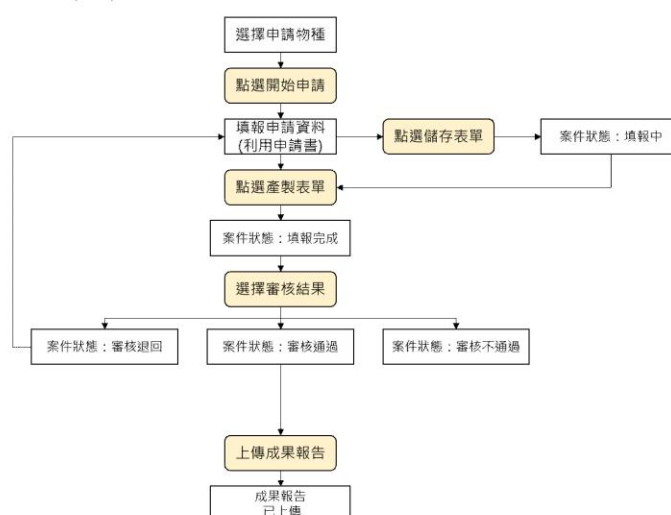 選擇申請物種
點選開始申請
填報申請資料
(利用申請書)
點選儲存表單
案件狀態：填報中
點選產製表單
案件狀態：填報完成
選擇審核結果
案件狀態：審核退回
案件狀態：審核通過
案件狀態：審核不通過
上傳成果報告
成果報告
已上傳